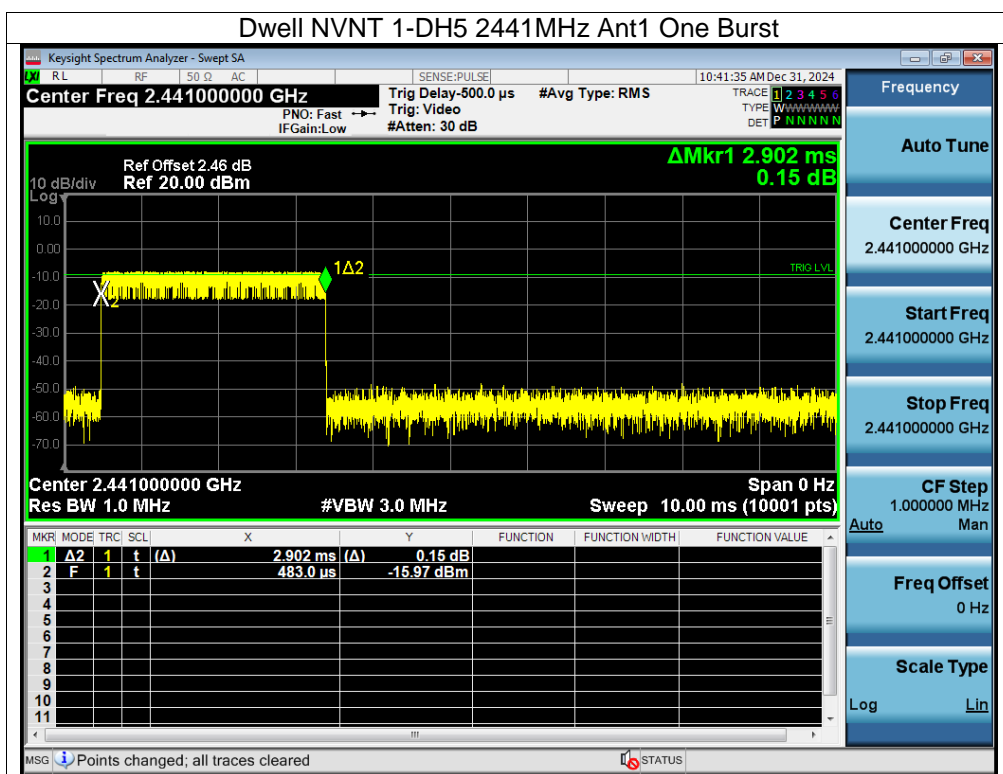 Dwell NVNT 1-DH5 2441MHz Ant1 One Burst
Keysight Spectrum Analyzer - Swept SA
LXI RL RF 50 Ω AC SENSE:PULSE 10:41:35 AM Dec 31, 2024
Center Freq 2.441000000 GHz
PNO: Fast
IFGain:Low
Trig Delay-500.0 µs
Trig: Video
#Atten: 30 dB
#Avg Type: RMS
TRACE 1 2 3 4 5 6
TYPE WWWWWWW
DET P N N N N N
Frequency
Auto Tune
Center Freq
2.441000000 GHz
Start Freq
2.441000000 GHz
Stop Freq
2.441000000 GHz
CF Step
1.000000 MHz
Auto Man
Freq Offset
0 Hz
Scale Type
Log Lin
ΔMkr1 2.902 ms
0.15 dB
Ref Offset 2.46 dB
10 dB/div Ref 20.00 dBm
Log
10.0
0.00
-10.0
-20.0
-30.0
-40.0
-50.0
-60.0
-70.0
1Δ2
TRIG LVL
2
Center 2.441000000 GHz Span 0 Hz
Res BW 1.0 MHz #VBW 3.0 MHz Sweep 10.00 ms (10001 pts)
MKR MODE TRC SCL X Y FUNCTION FUNCTION WIDTH FUNCTION VALUE
1 Δ2 1 t (Δ) 2.902 ms (Δ) 0.15 dB
2 F 1 t 483.0 µs -15.97 dBm
3
4
5
6
7
8
9
10
11
MSG Points changed; all traces cleared STATUS